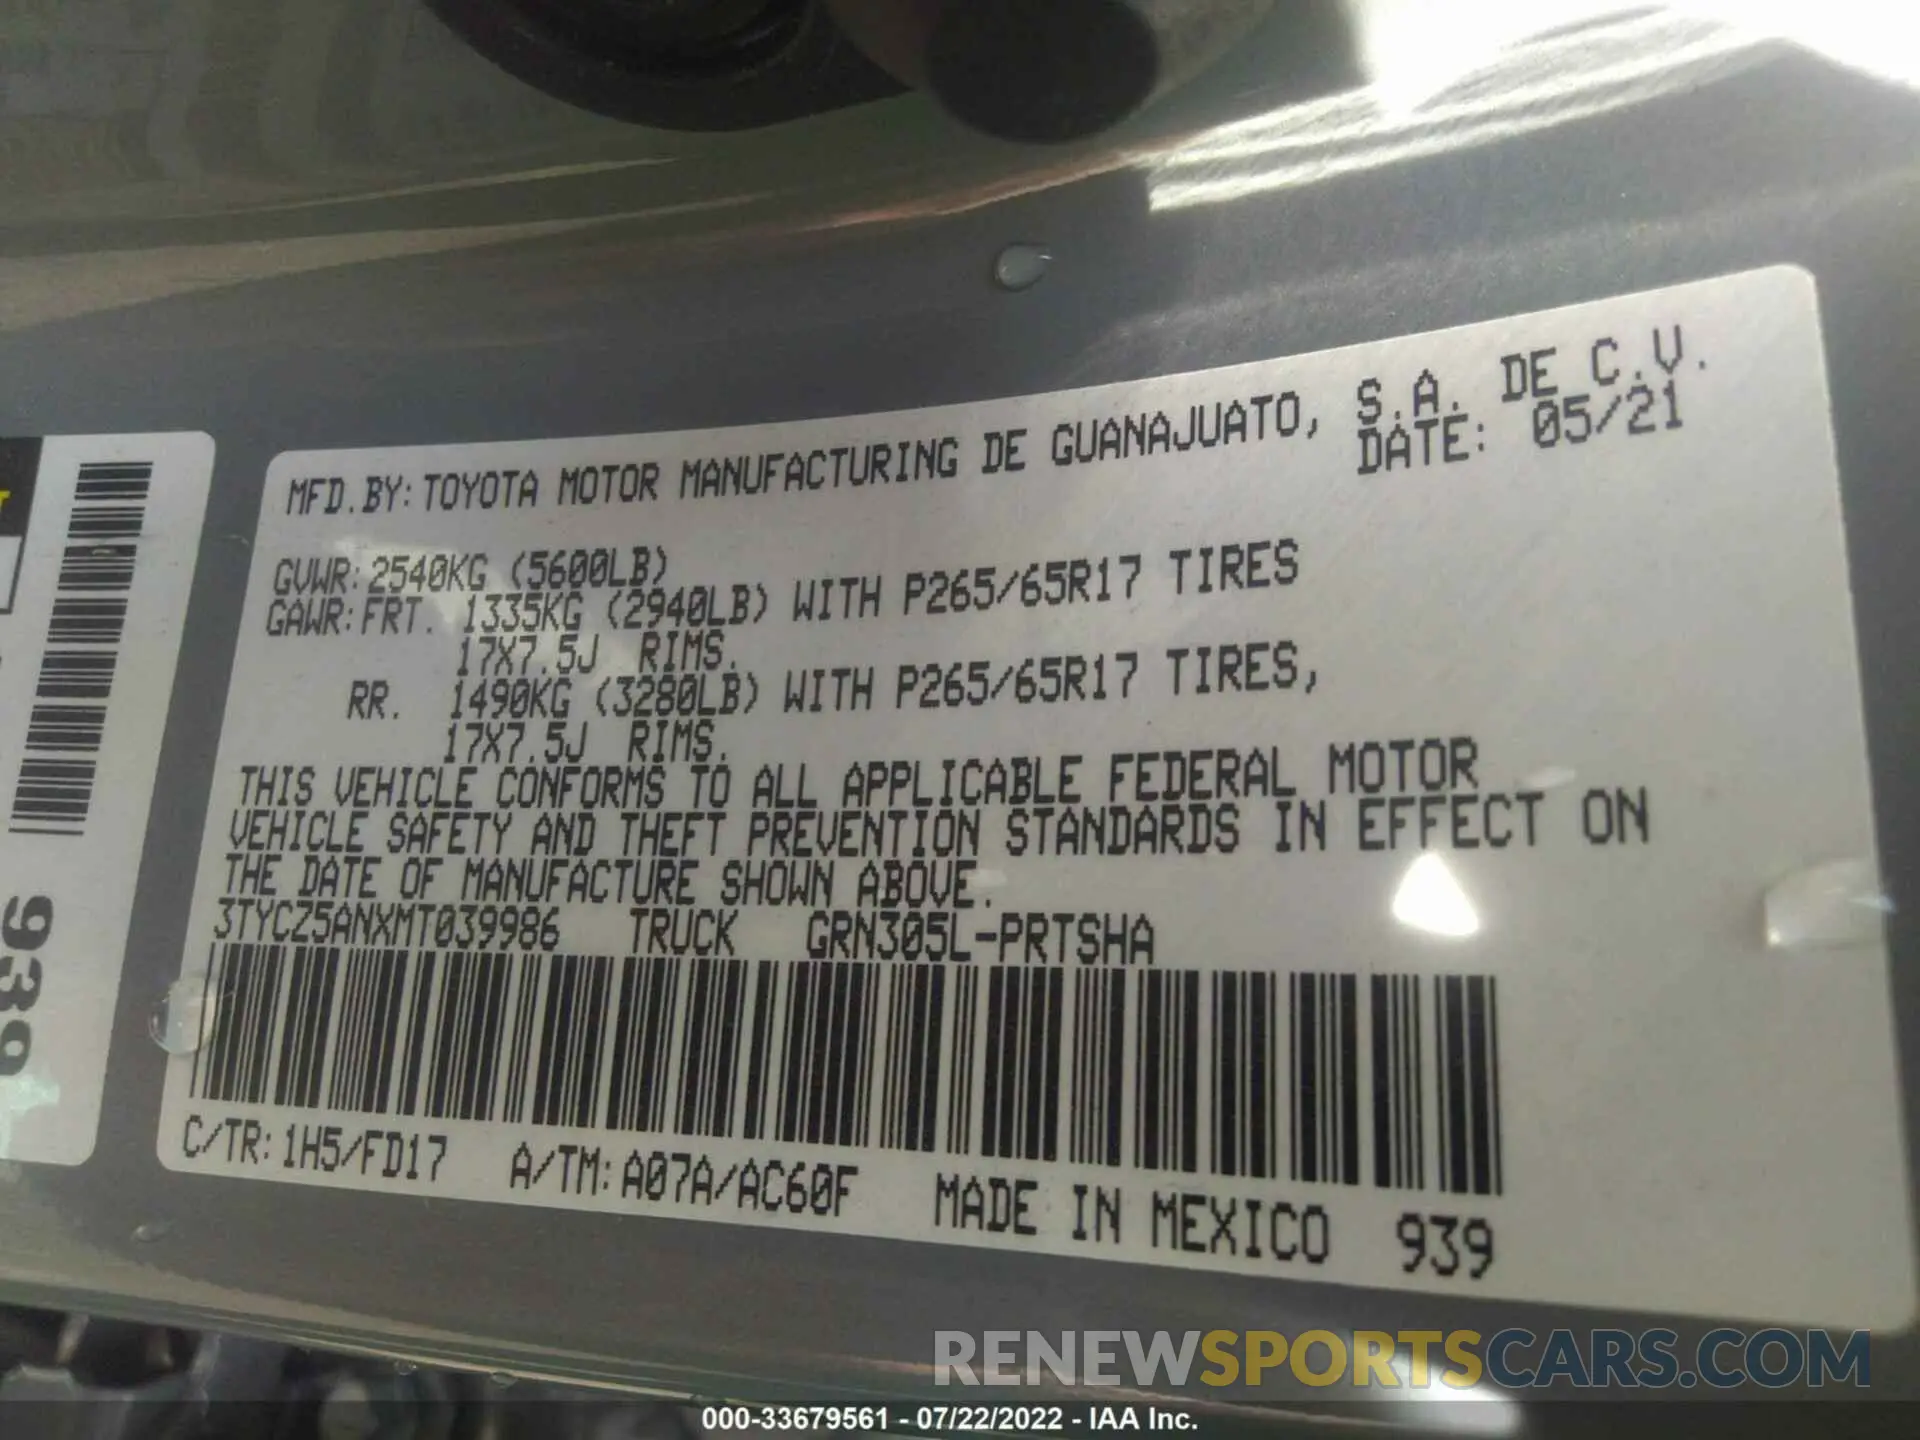 MFD.BY:TOYOTA MOTOR MANUFACTURING DE GUANAJUATO, S.A. DE C.V.
DATE: 05/21
GVWR:2540KG (5600LB)
GAWR:FRT. 1335KG (2940LB) WITH P265/65R17 TIRES
17X7.5J RIMS.
RR. 1490KG (3280LB) WITH P265/65R17 TIRES,
17X7.5J RIMS.
THIS VEHICLE CONFORMS TO ALL APPLICABLE FEDERAL MOTOR
VEHICLE SAFETY AND THEFT PREVENTION STANDARDS IN EFFECT ON
THE DATE OF MANUFACTURE SHOWN ABOVE.
3TYCZ5ANXMT039986 TRUCK GRN305L-PRTSHA
C/TR:1H5/FD17 A/TM:A07A/AC60F MADE IN MEXICO 939
939
RENEWSPORTSCARS.COM
000-33679561 - 07/22/2022 - IAA Inc.